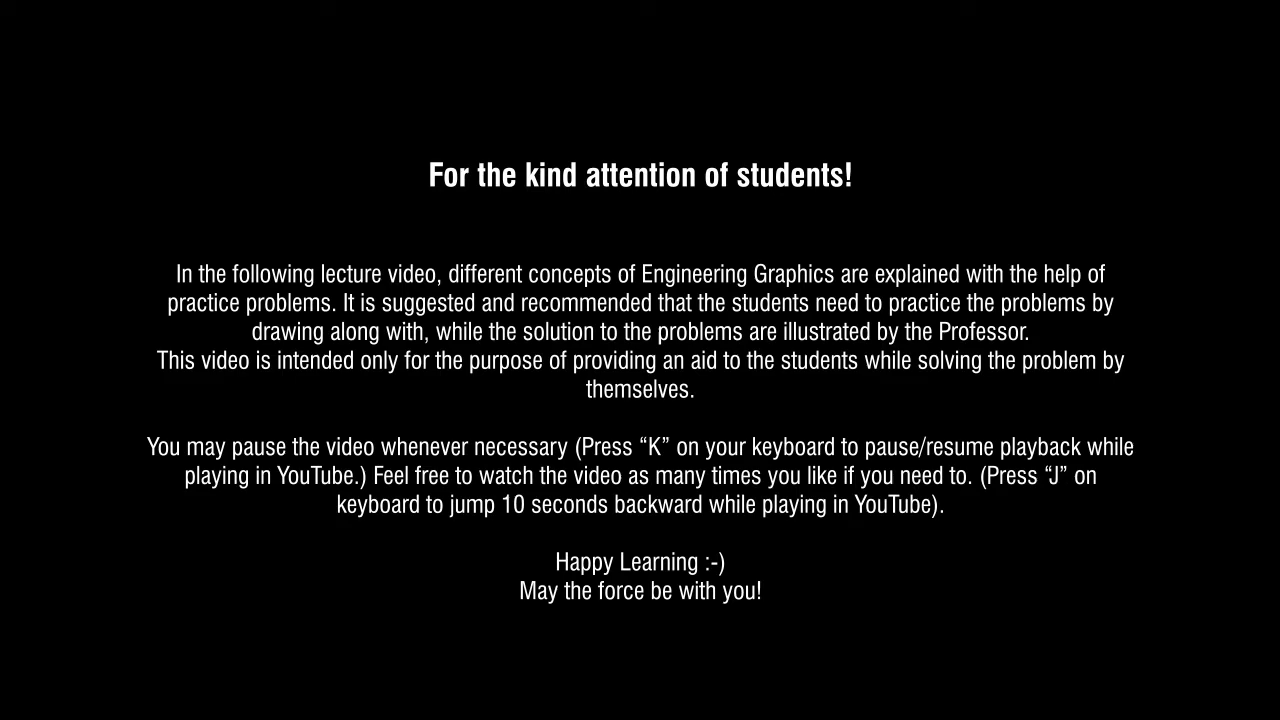 For the kind attention of students!
In the following lecture video, different concepts of Engineering Graphics are explained with the help of
practice problems. It is suggested and recommended that the students need to practice the problems by
drawing along with, while the solution to the problems are illustrated by the Professor.
This video is intended only for the purpose of providing an aid to the students while solving the problem by
themselves.
You may pause the video whenever necessary (Press “K” on your keyboard to pause/resume playback while
playing in YouTube.) Feel free to watch the video as many times you like if you need to. (Press “J” on
keyboard to jump 10 seconds backward while playing in YouTube).
Happy Learning :-)
May the force be with you!